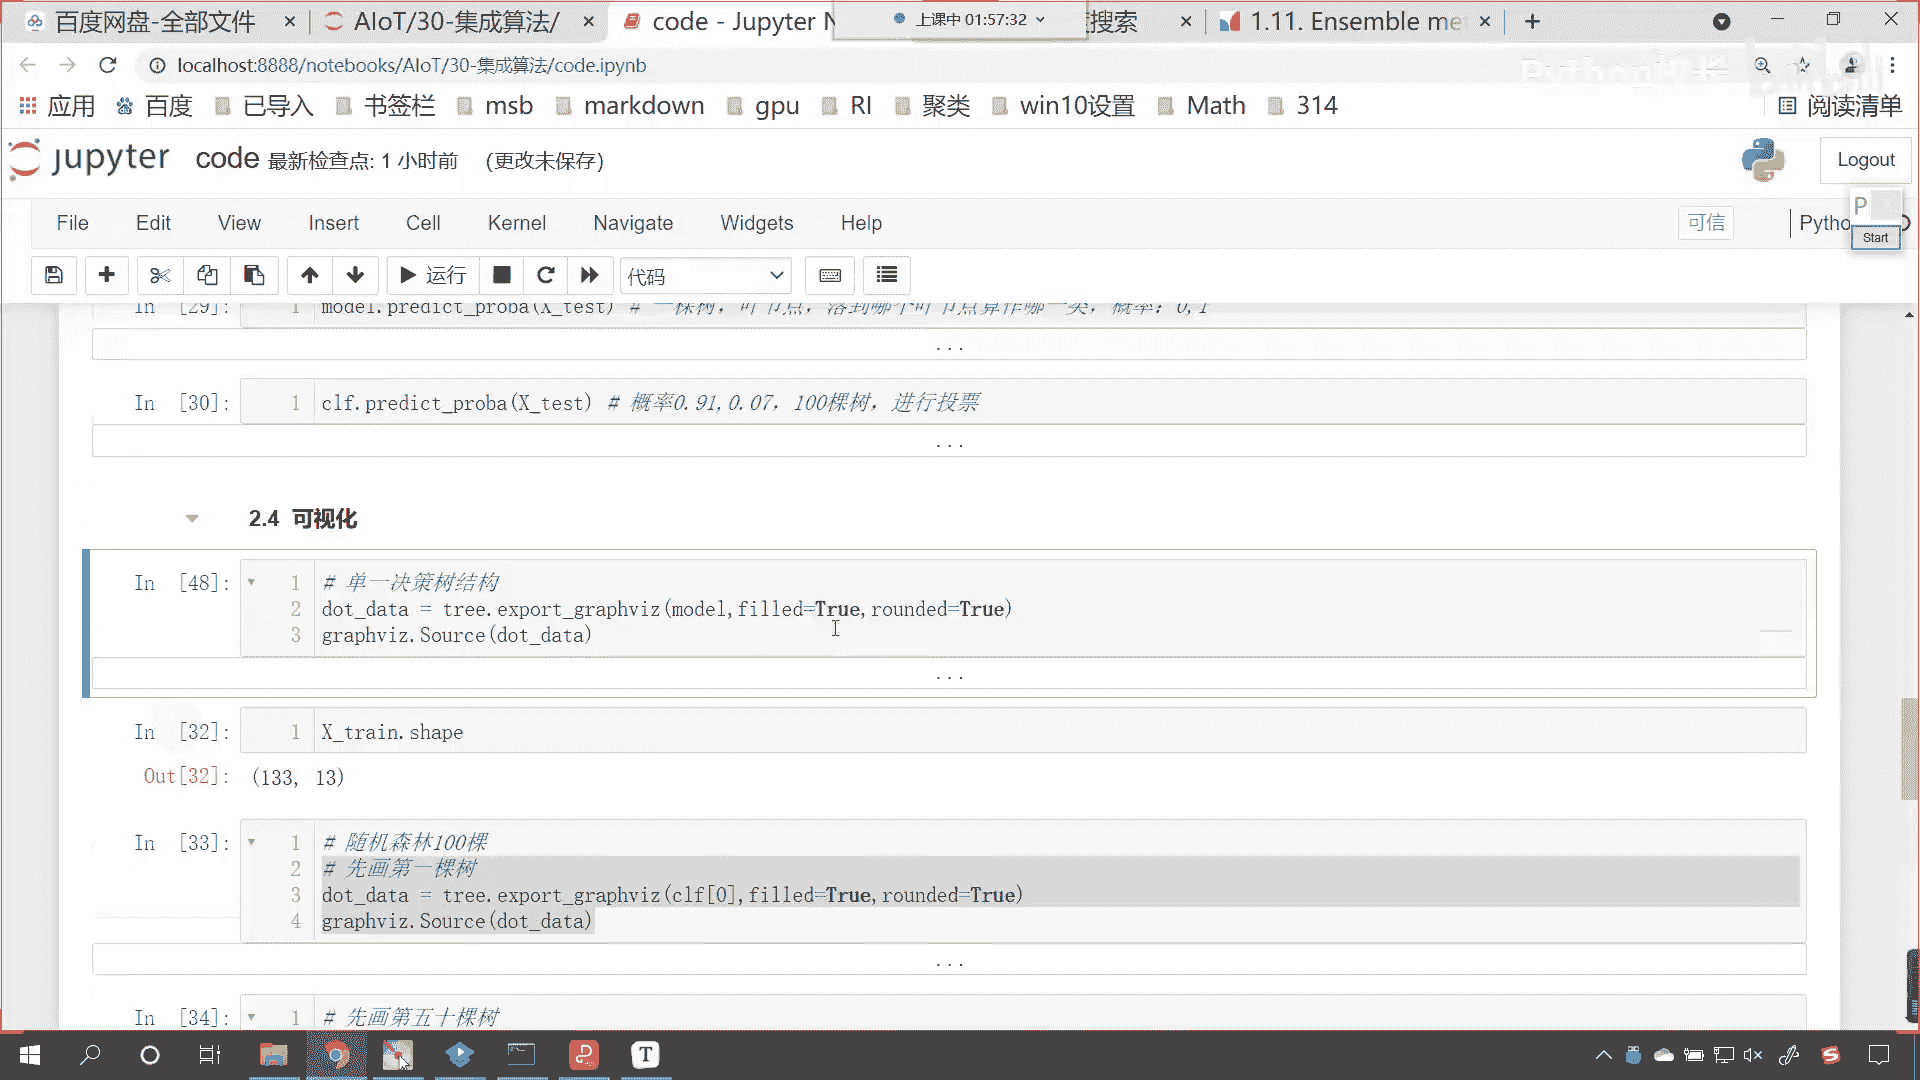 百度网盘-全部文件
AIoT/30-集成算法/
code - Jupyter N
上课中 01:57:32
搜索
1.11. Ensemble me
localhost:8888/notebooks/AIoT/30-集成算法/code.ipynb
应用
百度
已导入
书签栏
msb
markdown
gpu
RI
聚类
win10设置
Math
314
阅读清单
jupyter
code 最新检查点: 1 小时前 (更改未保存)
Logout
File Edit View Insert Cell Kernel Navigate Widgets Help
可信
Pytho
P
Start
运行
代码
In [29]: 1 model.predict_proba(X_test) # 一棵树，叶节点，落到哪个叶节点算作哪一类，概率：0,1
...
In [30]: 1 clf.predict_proba(X_test) # 概率0.91,0.07，100棵树，进行投票
...
2.4 可视化
In [48]: 1 # 单一决策树结构
2 dot_data = tree.export_graphviz(model,filled=True,rounded=True)
3 graphviz.Source(dot_data)
...
In [32]: 1 X_train.shape
Out[32]: (133, 13)
In [33]: 1 # 随机森林100棵
2 # 先画第一棵树
3 dot_data = tree.export_graphviz(clf[0],filled=True,rounded=True)
4 graphviz.Source(dot_data)
...
In [34]: 1 # 先画第五十棵树